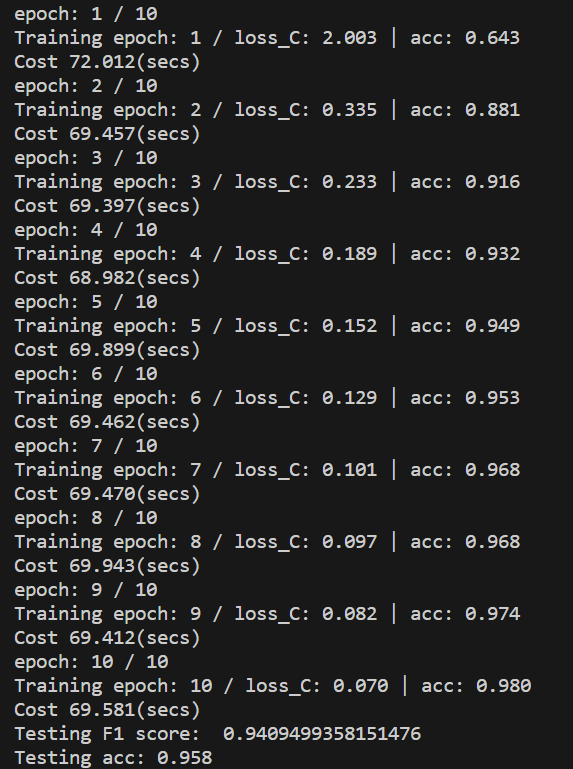 epoch: 1 / 10
Training epoch: 1 / loss_C: 2.003 | acc: 0.643
Cost 72.012(secs)
epoch: 2 / 10
Training epoch: 2 / loss_C: 0.335 | acc: 0.881
Cost 69.457(secs)
epoch: 3 / 10
Training epoch: 3 / loss_C: 0.233 | acc: 0.916
Cost 69.397(secs)
epoch: 4 / 10
Training epoch: 4 / loss_C: 0.189 | acc: 0.932
Cost 68.982(secs)
epoch: 5 / 10
Training epoch: 5 / loss_C: 0.152 | acc: 0.949
Cost 69.899(secs)
epoch: 6 / 10
Training epoch: 6 / loss_C: 0.129 | acc: 0.953
Cost 69.462(secs)
epoch: 7 / 10
Training epoch: 7 / loss_C: 0.101 | acc: 0.968
Cost 69.470(secs)
epoch: 8 / 10
Training epoch: 8 / loss_C: 0.097 | acc: 0.968
Cost 69.943(secs)
epoch: 9 / 10
Training epoch: 9 / loss_C: 0.082 | acc: 0.974
Cost 69.412(secs)
epoch: 10 / 10
Training epoch: 10 / loss_C: 0.070 | acc: 0.980
Cost 69.581(secs)
Testing F1 score:  0.9409499358151476
Testing acc: 0.958